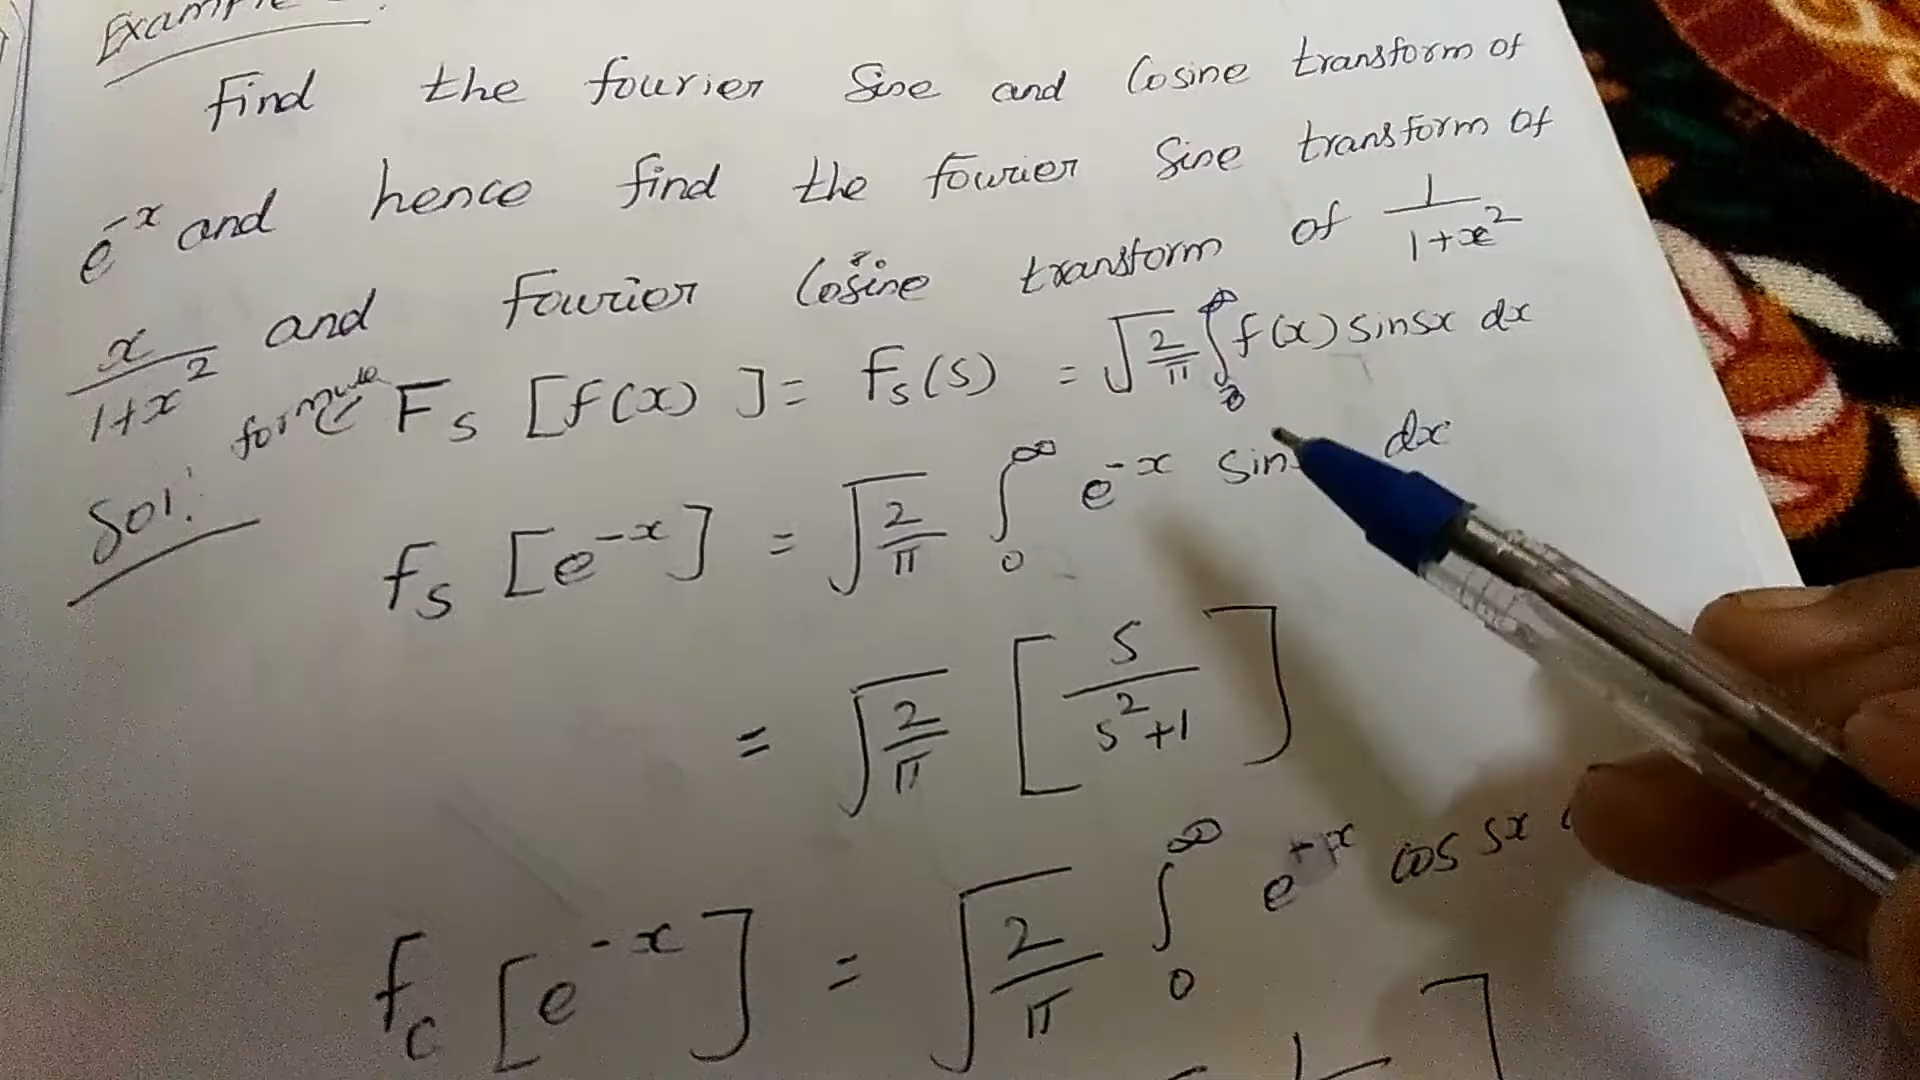 Example
Find the fourier Sine and Cosine transform of
e^{-x} and hence find the Fourier Sine transform of
x/(1+x^2) and Fourier Cosine transform of 1/(1+x^2)
Sol: formula F_s [f(x)] = f_s(s) = √(2/π) ∫_0^∞ f(x) sinsx dx
f_s [e^{-x}] = √(2/π) ∫_0^∞ e^{-x} sin dx
= √(2/π) [s/(s^2+1)]
f_c [e^{-x}] = √(2/π) ∫_0^∞ e^{-x} cos sx